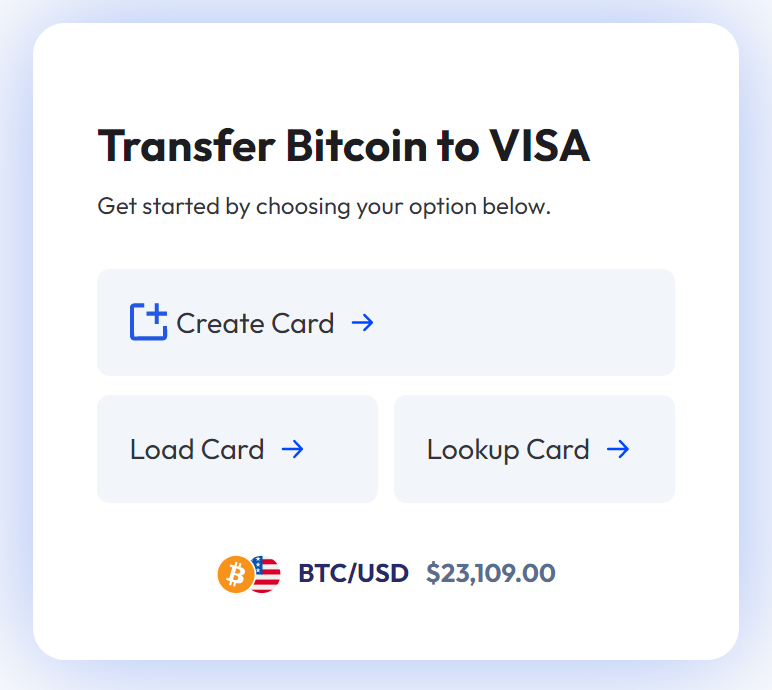 Transfer Bitcoin to VISA
Get started by choosing your option below.
Create Card →
Load Card →
Lookup Card →
BTC/USD $23,109.00